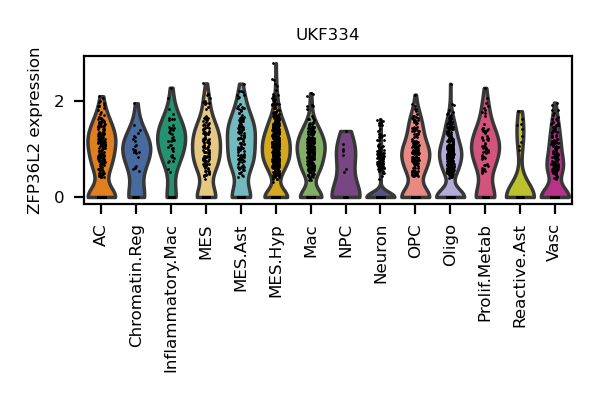 UKF334
ZFP36L2 expression
2
0
AC
Chromatin.Reg
Inflammatory.Mac
MES
MES.Ast
MES.Hyp
Mac
NPC
Neuron
OPC
Oligo
Prolif.Metab
Reactive.Ast
Vasc